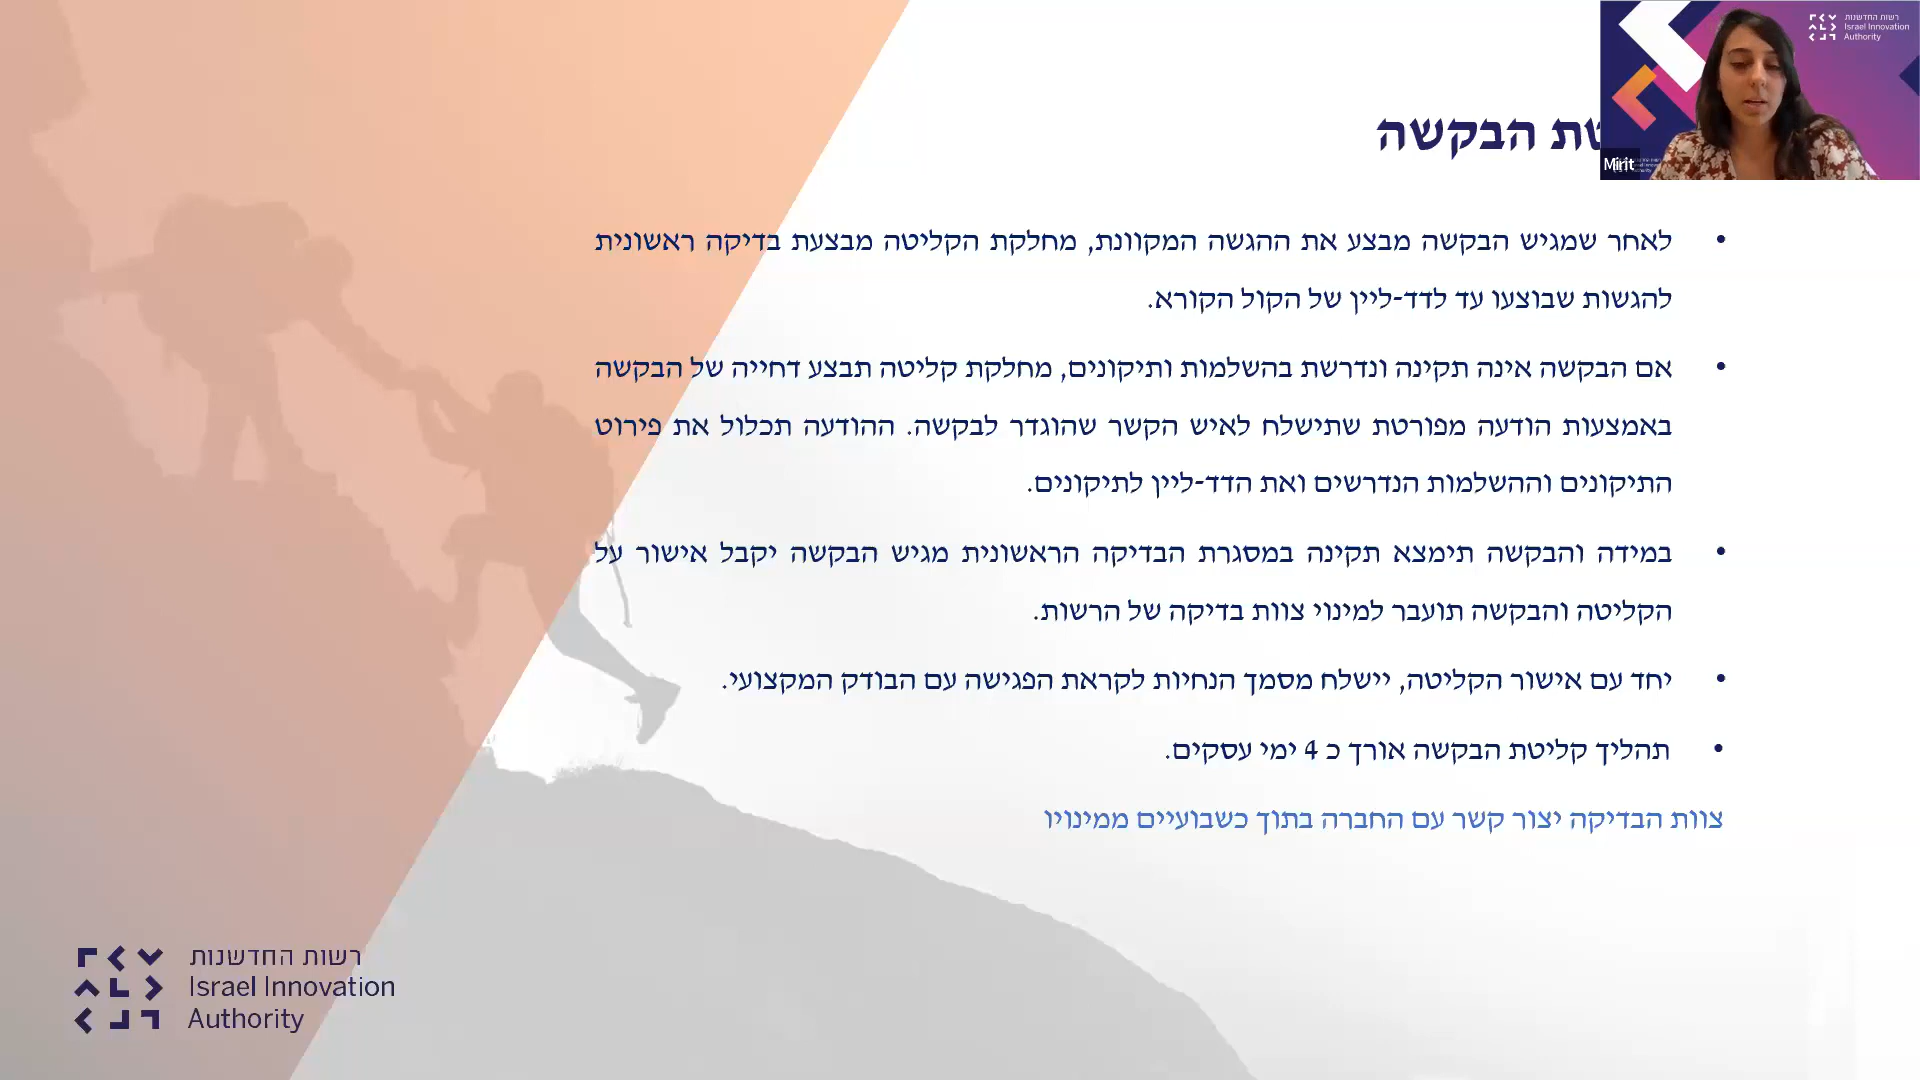 הבקשה
לאחר שמגיש הבקשה מבצע את ההגשה המקוונת, מחלקת הקליטה מבצעת בדיקה ראשונית
להגשות שבוצעו עד לדד-ליין של הקול הקורא.
אם הבקשה אינה תקינה ונדרשת בהשלמות ותיקונים, מחלקת קליטה תבצע דחייה של הבקשה
באמצעות הודעה מפורטת שתישלח לאיש הקשר שהוגדר לבקשה. ההודעה תכלול את פירוט
התיקונים וההשלמות הנדרשים ואת הדד-ליין לתיקונים.
במידה והבקשה תימצא תקינה במסגרת הבדיקה הראשונית מגיש הבקשה יקבל אישור על
הקליטה והבקשה תועבר למינוי צוות בדיקה של הרשות.
יחד עם אישור הקליטה, יישלח מסמך הנחיות לקראת הפגישה עם הבודק המקצועי.
תהליך קליטת הבקשה אורך כ 4 ימי עסקים.
צוות הבדיקה יצור קשר עם החברה בתוך כשבועיים ממינויו
רשות החדשנות
Israel Innovation
Authority
רשות החדשנות
Israel Innovation
Authority
Mirit